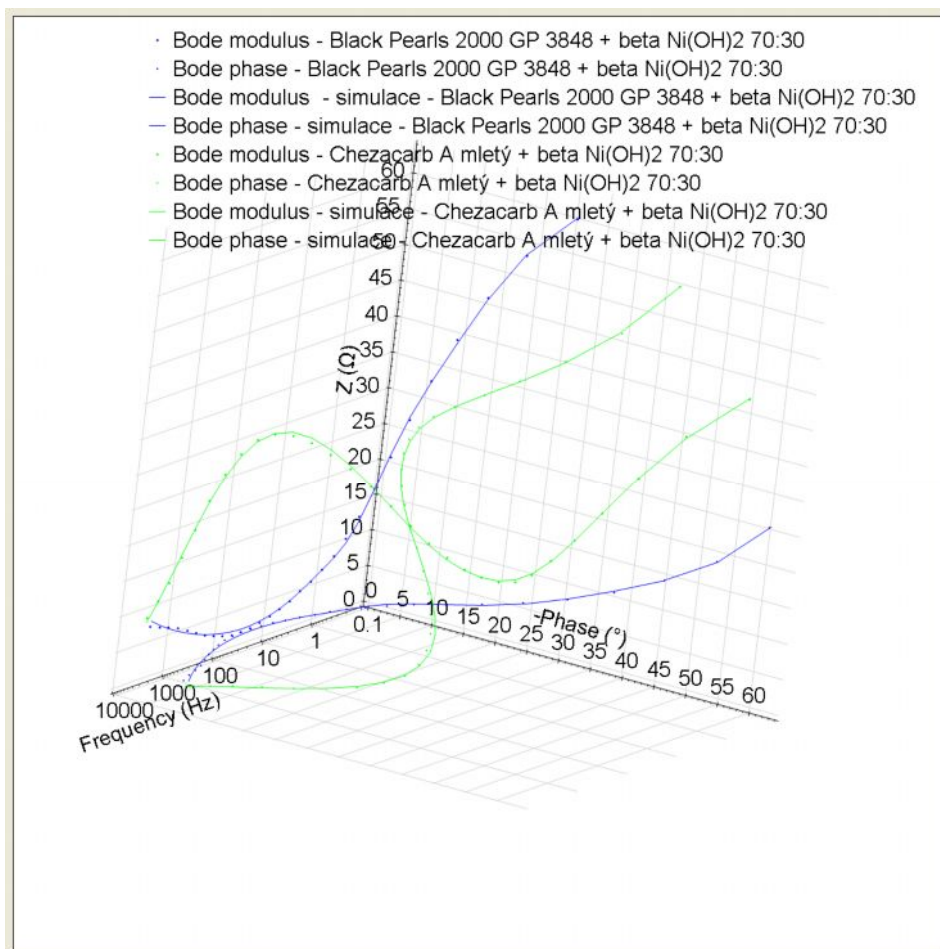 Bode modulus - Black Pearls 2000 GP 3848 + beta Ni(OH)2 70:30
Bode phase - Black Pearls 2000 GP 3848 + beta Ni(OH)2 70:30
Bode modulus  - simulace - Black Pearls 2000 GP 3848 + beta Ni(OH)2 70:30
Bode phase - simulace - Black Pearls 2000 GP 3848 + beta Ni(OH)2 70:30
Bode modulus - Chezacarb A mletý + beta Ni(OH)2 70:30
Bode phase - Chezacarb A mletý + beta Ni(OH)2 70:30
Bode modulus - simulace - Chezacarb A mletý + beta Ni(OH)2 70:30
Bode phase - simulace - Chezacarb A mletý + beta Ni(OH)2 70:30
60
55
50
45
40
35
30
25
20
15
10
5
0
Z (Ω)
0 5 10 15 20 25 30 35 40 45 50 55 60
-Phase (°)
10000 1000 100 10 1 0.1
Frequency (Hz)